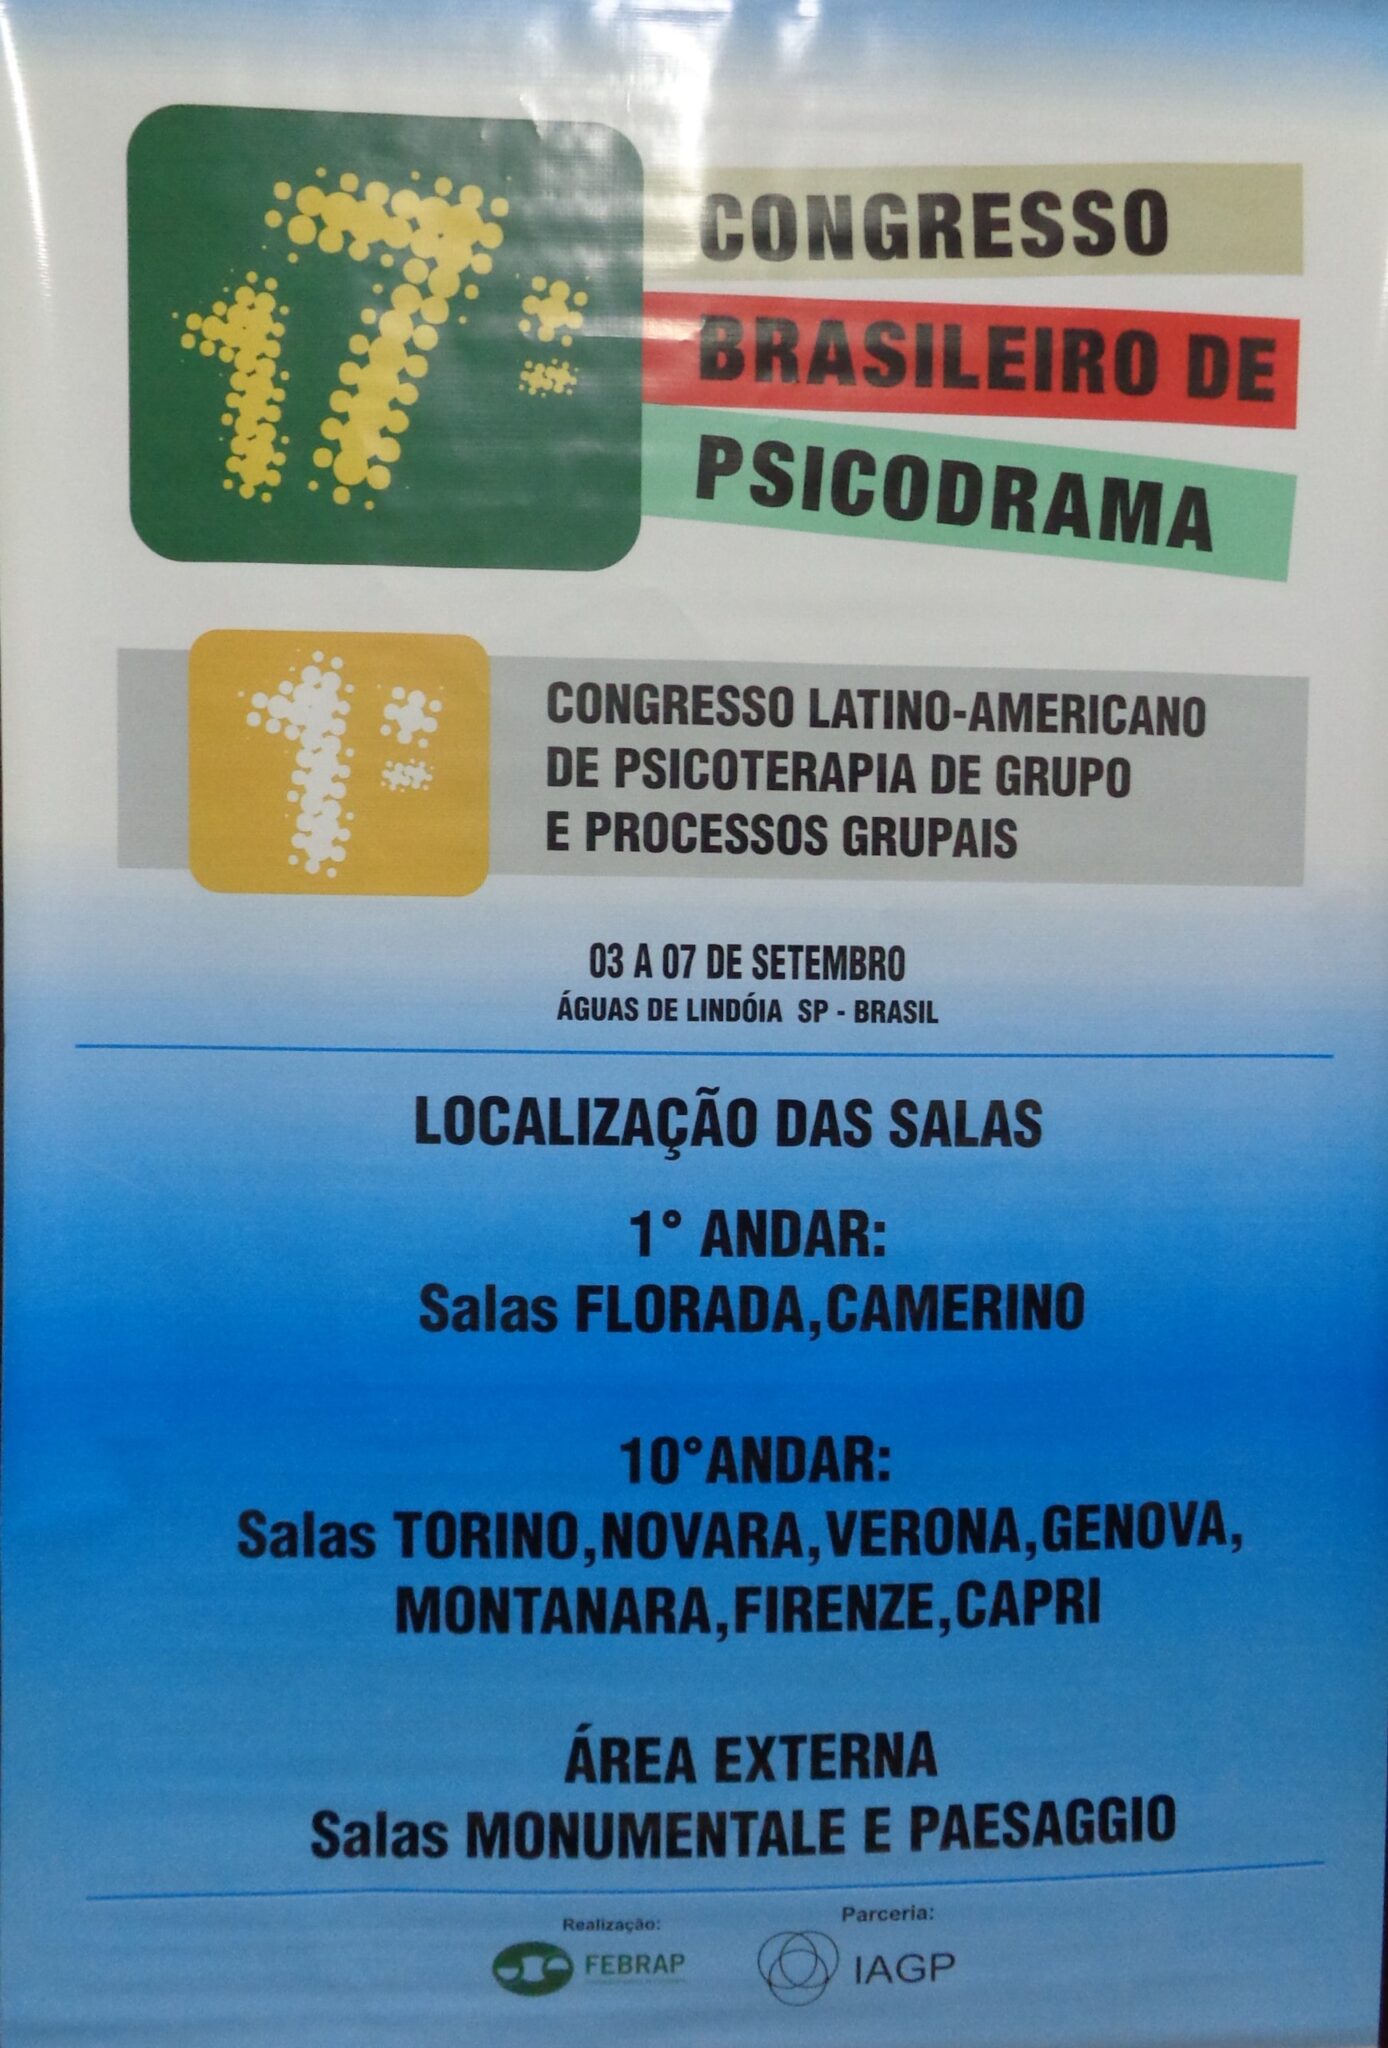 17º
CONGRESSO
BRASILEIRO DE
PSICODRAMA
1º
CONGRESSO LATINO-AMERICANO
DE PSICOTERAPIA DE GRUPO
E PROCESSOS GRUPAIS
03 A 07 DE SETEMBRO
ÁGUAS DE LINDÓIA SP - BRASIL
LOCALIZAÇÃO DAS SALAS
1° ANDAR:
Salas FLORADA,CAMERINO
10°ANDAR:
Salas TORINO,NOVARA,VERONA,GENOVA,
MONTANARA,FIRENZE,CAPRI
ÁREA EXTERNA
Salas MONUMENTALE E PAESAGGIO
Realização:
FEBRAP
Parceria:
IAGP